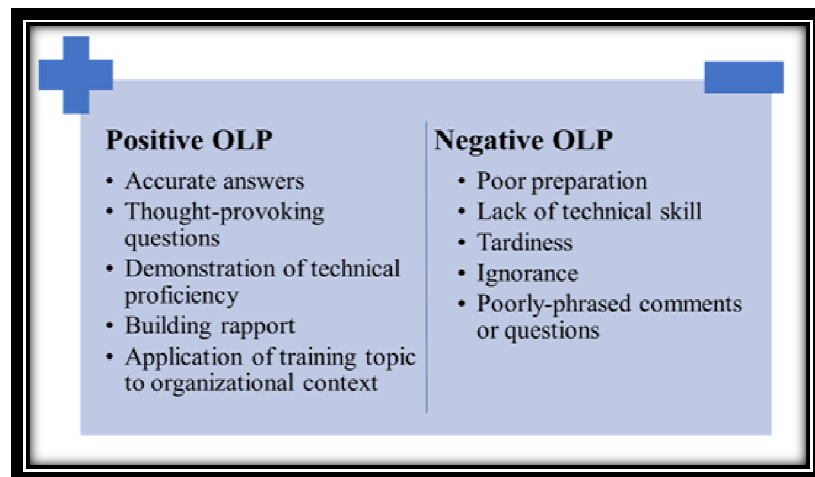 Positive OLP
• Accurate answers
• Thought-provoking
questions
• Demonstration of technical
proficiency
• Building rapport
• Application of training topic
to organizational context
Negative OLP
• Poor preparation
• Lack of technical skill
• Tardiness
• Ignorance
• Poorly-phrased comments
or questions